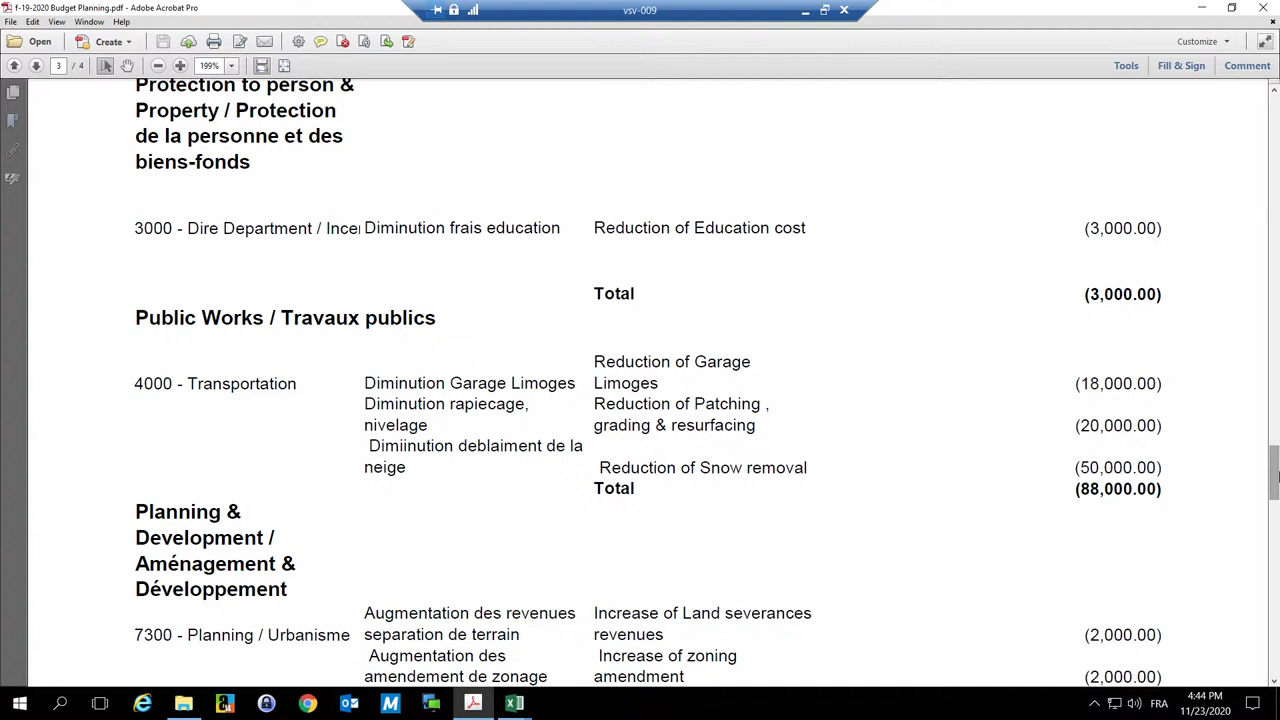 f-19-2020 Budget Planning.pdf - Adobe Acrobat Pro
vsv-009
File Edit View Window Help
Open Create Customize
3 / 4 199% Tools Fill & Sign Comment
Protection to person &
Property / Protection
de la personne et des
biens-fonds
3000 - Dire Department / Ince Diminution frais education Reduction of Education cost (3,000.00)
Total (3,000.00)
Public Works / Travaux publics
Reduction of Garage
4000 - Transportation Diminution Garage Limoges Limoges (18,000.00)
Diminution rapiecage, Reduction of Patching ,
nivelage grading & resurfacing (20,000.00)
Dimiinution deblaiment de la
neige Reduction of Snow removal (50,000.00)
Total (88,000.00)
Planning &
Development /
Aménagement &
Développement
Augmentation des revenues Increase of Land severances
7300 - Planning / Urbanisme separation de terrain revenues (2,000.00)
Augmentation des Increase of zoning
amendement de zonage amendment (2,000.00)
FR 4:44 PM
11/23/2020